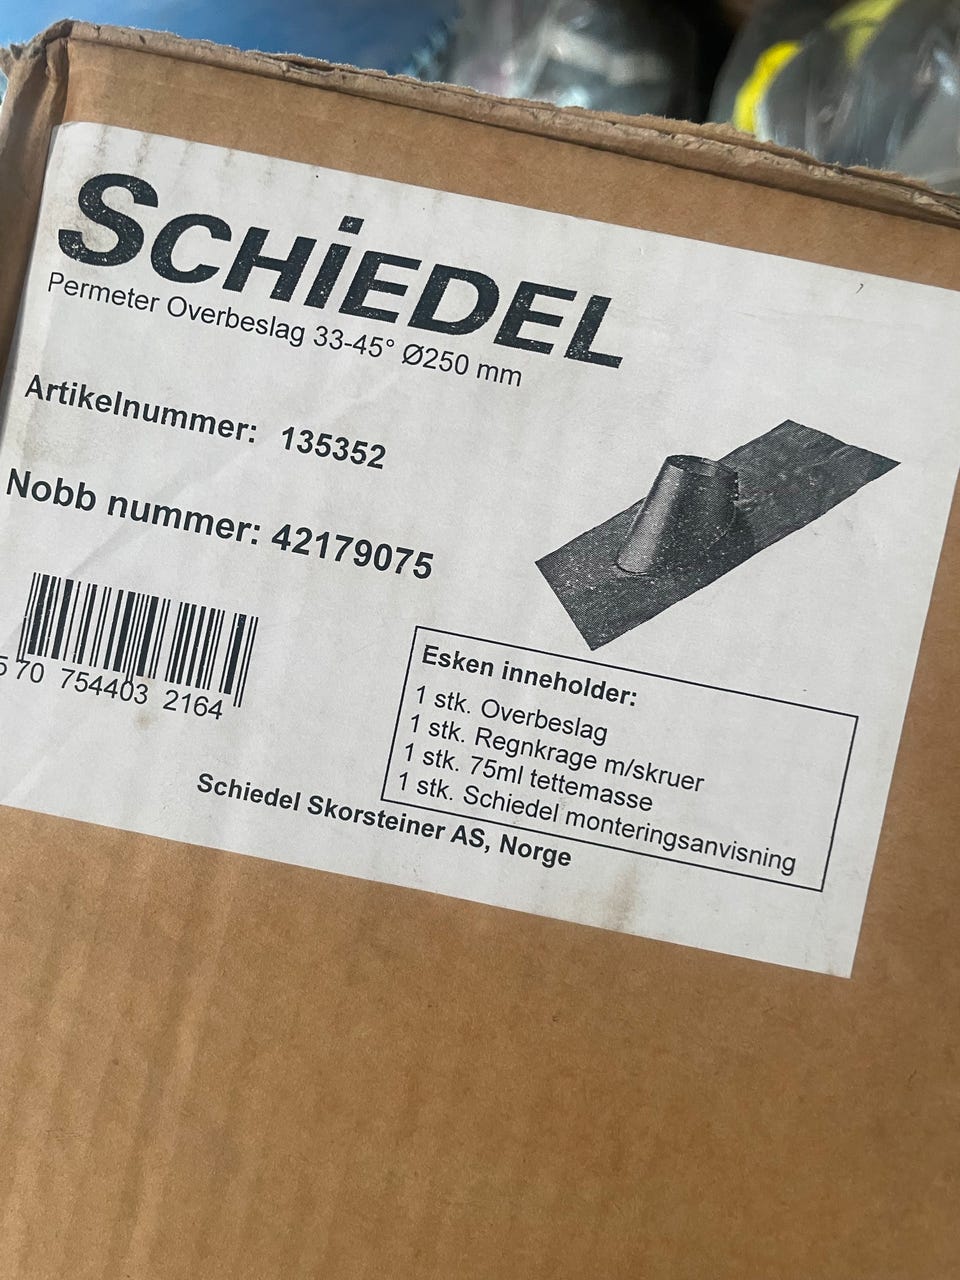 SCHiEDEL
Permeter Overbeslag 33-45° Ø250 mm
Artikelnummer: 135352
Nobb nummer: 42179075
5 70 754403 2164
Esken inneholder:
1 stk. Overbeslag
1 stk. Regnkrage m/skruer
1 stk. 75ml tettemasse
1 stk. Schiedel monteringsanvisning
Schiedel Skorsteiner AS, Norge